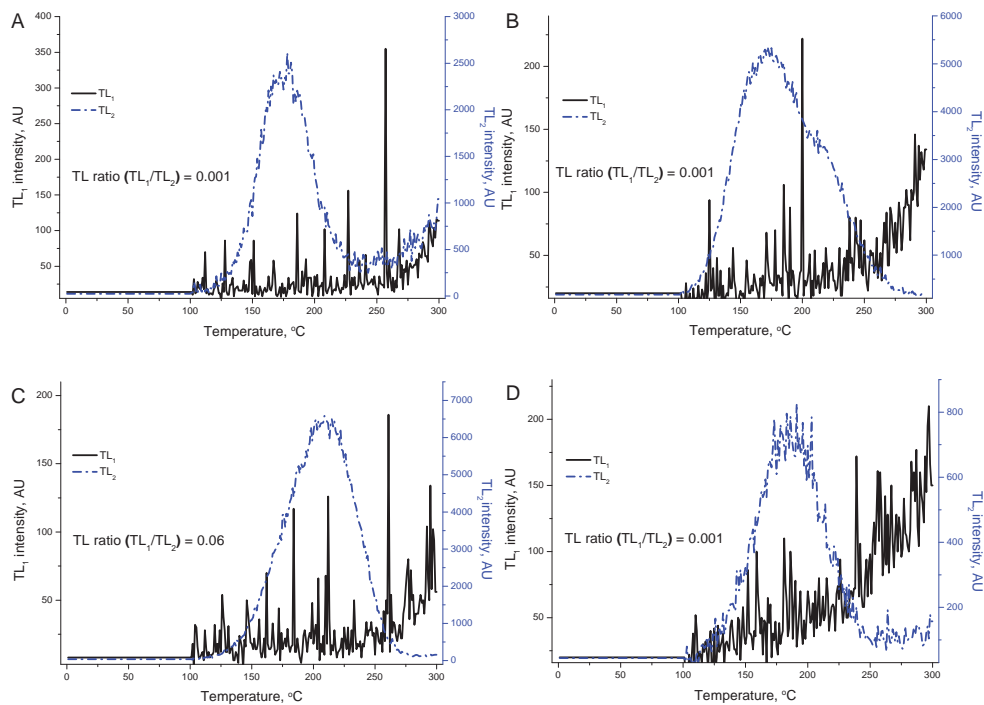 A
TL₁ intensity, AU
400
350
300
250
200
150
100
50
TL₁
TL₂
TL ratio (TL₁/TL₂) = 0.001
3000
2500
2000
1500
1000
500
0
TL₂ intensity, AU
0 50 100 150 200 250 300
Temperature, °C
B
TL₁ intensity, AU
200
150
100
50
TL₁
TL₂
TL ratio (TL₁/TL₂) = 0.001
6000
5000
4000
3000
2000
1000
TL₂ intensity, AU
0 50 100 150 200 250 300
Temperature, °C
C
TL₁ intensity, AU
200
150
100
50
TL₁
TL₂
TL ratio (TL₁/TL₂) = 0.06
7000
6000
5000
4000
3000
2000
1000
0
TL₂ intensity, AU
0 50 100 150 200 250 300
Temperature, °C
D
TL₁ intensity, AU
200
150
100
50
TL₁
TL₂
TL ratio (TL₁/TL₂) = 0.001
800
600
400
200
TL₂ intensity, AU
0 50 100 150 200 250 300
Temperature, °C